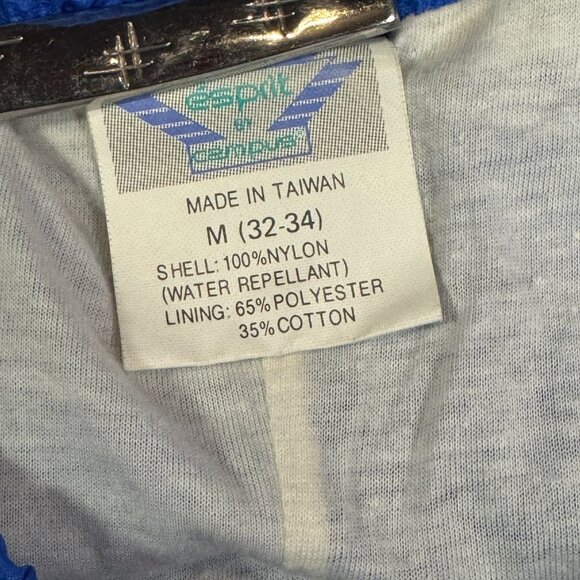 esprit
BY
campus®
MADE IN TAIWAN
M (32-34)
SHELL: 100%NYLON
(WATER REPELLANT)
LINING: 65%POLYESTER
35%COTTON